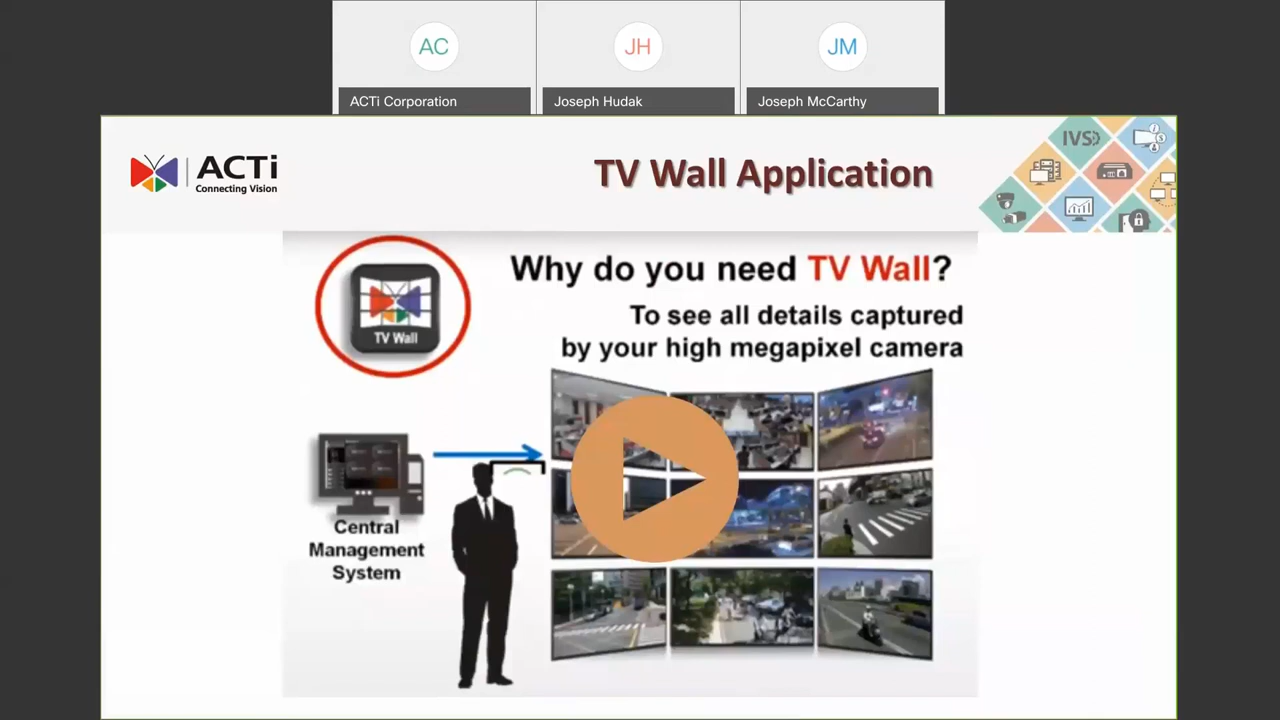 AC
JH
JM
ACTi Corporation
Joseph Hudak
Joseph McCarthy
ACTi
Connecting Vision
TV Wall Application
IVS
Why do you need TV Wall?
To see all details captured
by your high megapixel camera
TV Wall
Central
Management
System